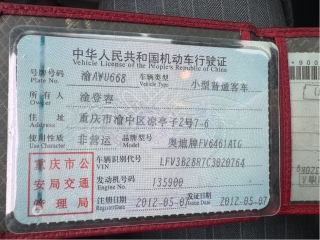 中华人民共和国机动车行驶证
Vehicle License of the People's Republic of China
号牌号码 渝AWU668 车辆类型 小型普通客车
Plate No. Vehicle Type
所有人 渝登容
Owner
住址 重庆市渝中区凉亭子2号7-6
Address
使用性质 非营运 品牌型号 奥迪牌FV6461ATG
Use Character Model
重庆市公安局交通管理局
车辆识别代号 LFV3B28R7C3020764
VIN
发动机号码 135900
Engine No.
注册日期 2012-05-07 发证日期 2012-05-07
Register Date Issue Date